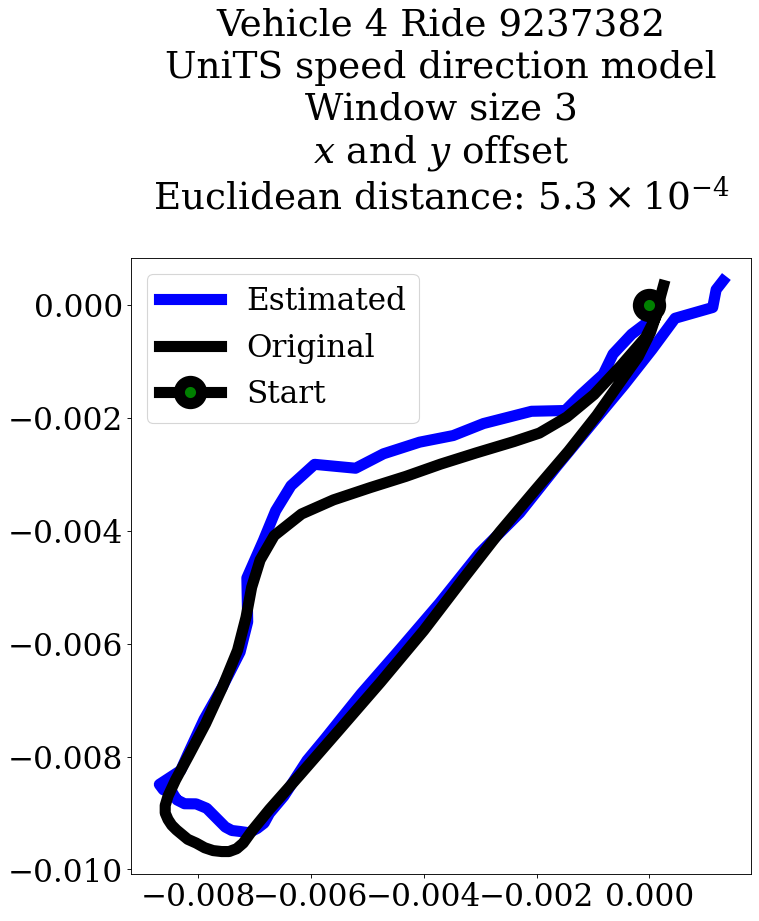 Vehicle 4 Ride 9237382
UniTS speed direction model
Window size 3
x and y offset
Euclidean distance: 5.3 × 10⁻⁴
Estimated
Original
Start
0.000
−0.002
−0.004
−0.006
−0.008
−0.010
−0.008 −0.006 −0.004 −0.002 0.000